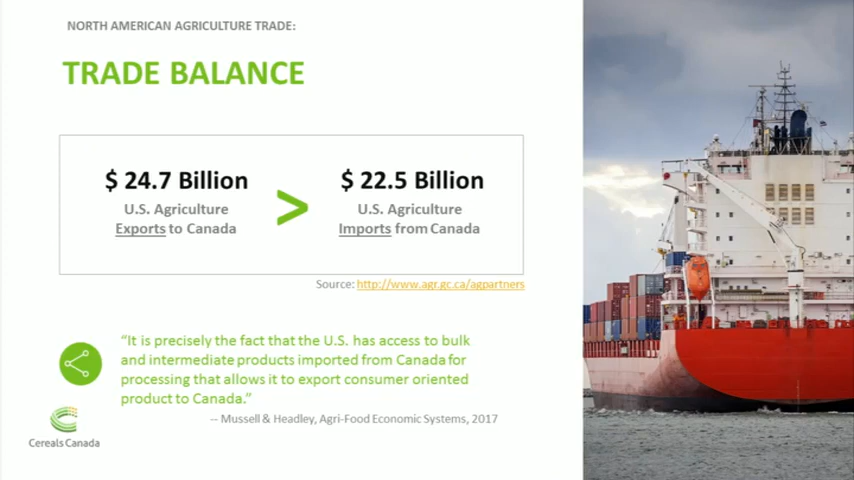 NORTH AMERICAN AGRICULTURE TRADE:
TRADE BALANCE
$ 24.7 Billion
U.S. Agriculture
Exports to Canada
>
$ 22.5 Billion
U.S. Agriculture
Imports from Canada
Source: http://www.agr.gc.ca/agpartners
“It is precisely the fact that the U.S. has access to bulk
and intermediate products imported from Canada for
processing that allows it to export consumer oriented
product to Canada.”
-- Mussell & Headley, Agri-Food Economic Systems, 2017
Cereals Canada